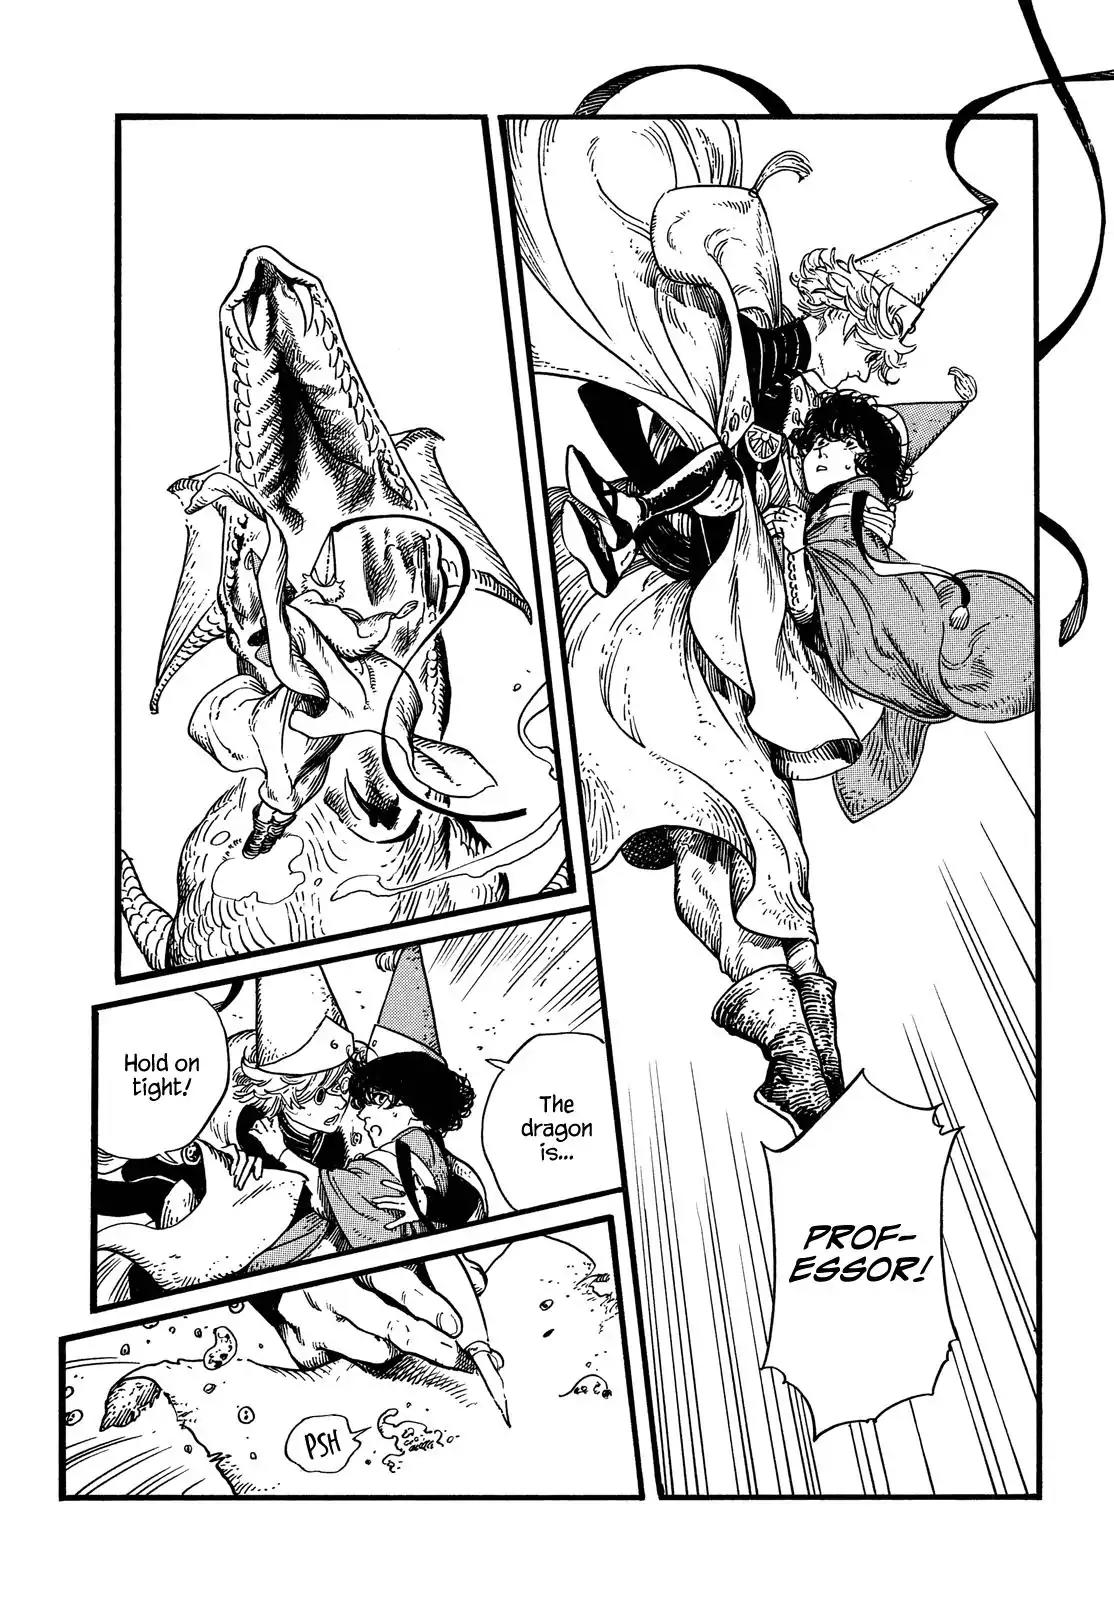 PROF-
ESSOR!
The
dragon
is...
Hold on
tight!
PSH